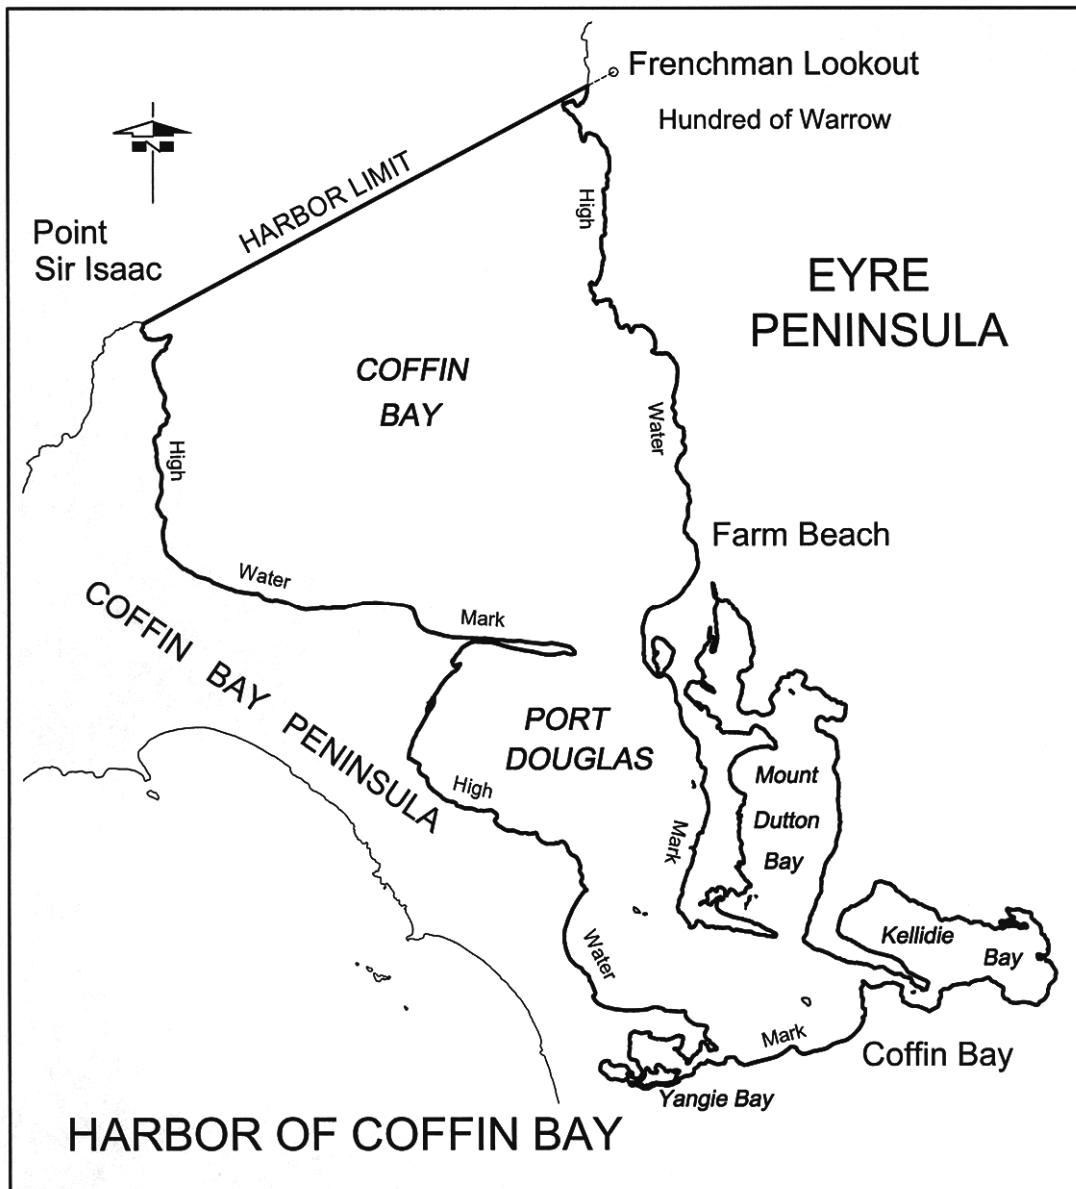 Frenchman Lookout
Hundred of Warrow
N
HARBOR LIMIT
Point
Sir Isaac
High
EYRE
PENINSULA
COFFIN
BAY
Water
High
Farm Beach
Water
Mark
COFFIN BAY PENINSULA
PORT
DOUGLAS
High
Mount
Dutton
Bay
Mark
Kellidie
Bay
Water
Mark
Coffin Bay
Yangie Bay
HARBOR OF COFFIN BAY